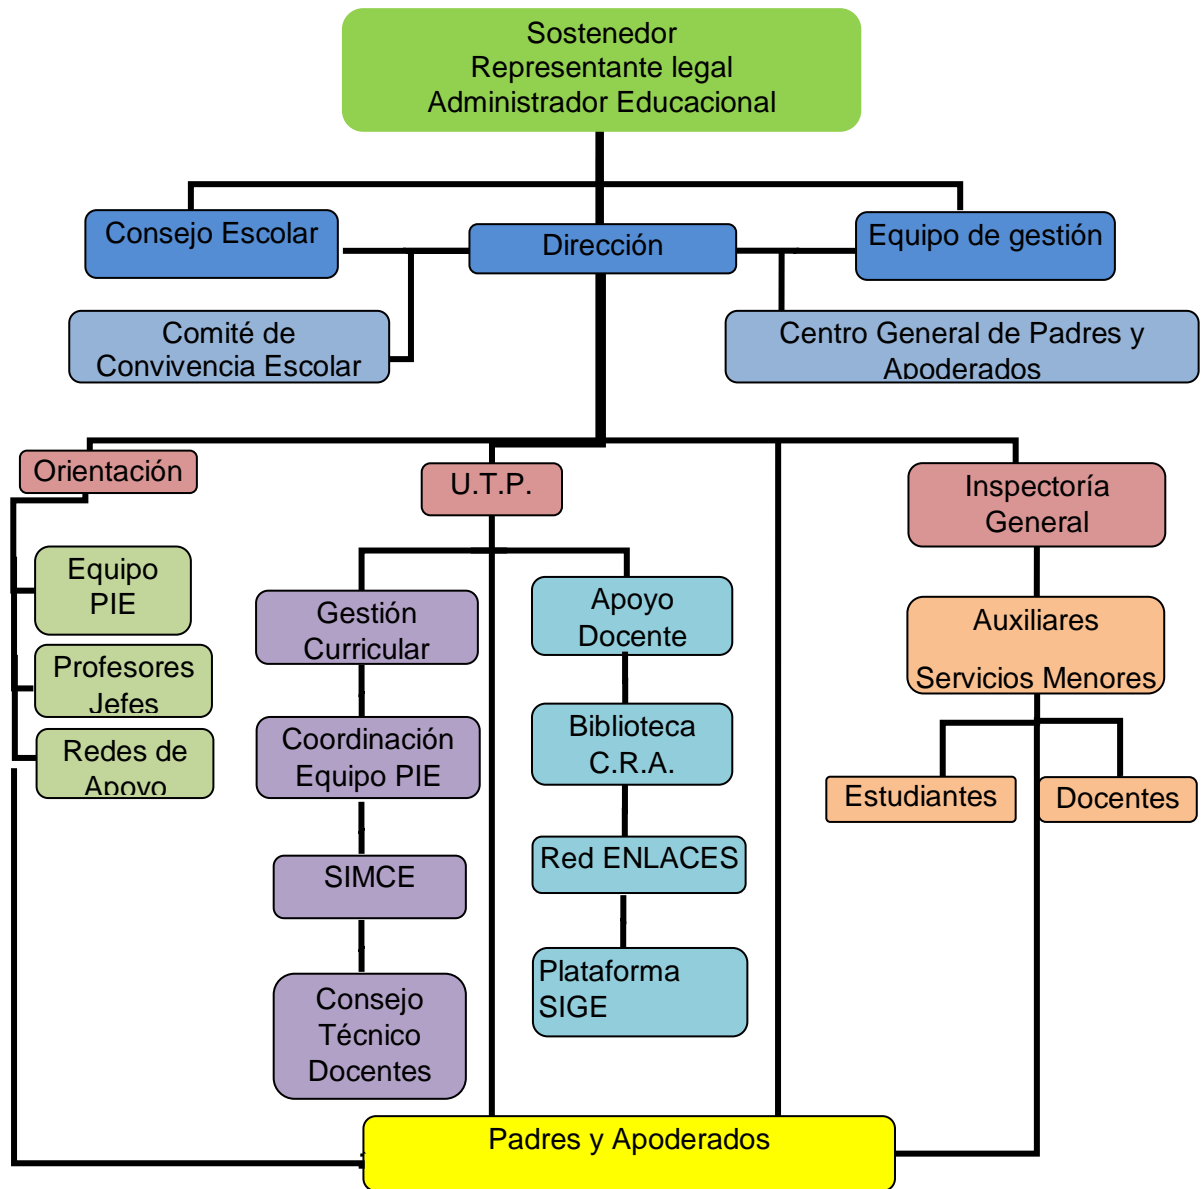 Sostenedor
Representante legal
Administrador Educacional
Consejo Escolar
Dirección
Equipo de gestión
Comité de
Convivencia Escolar
Centro General de Padres y
Apoderados
Orientación
U.T.P.
Inspectoría
General
Equipo
PIE
Profesores
Jefes
Redes de
Apoyo
Gestión
Curricular
Coordinación
Equipo PIE
SIMCE
Consejo
Técnico
Docentes
Apoyo
Docente
Biblioteca
C.R.A.
Red ENLACES
Plataforma
SIGE
Auxiliares
Servicios Menores
Estudiantes
Docentes
Padres y Apoderados